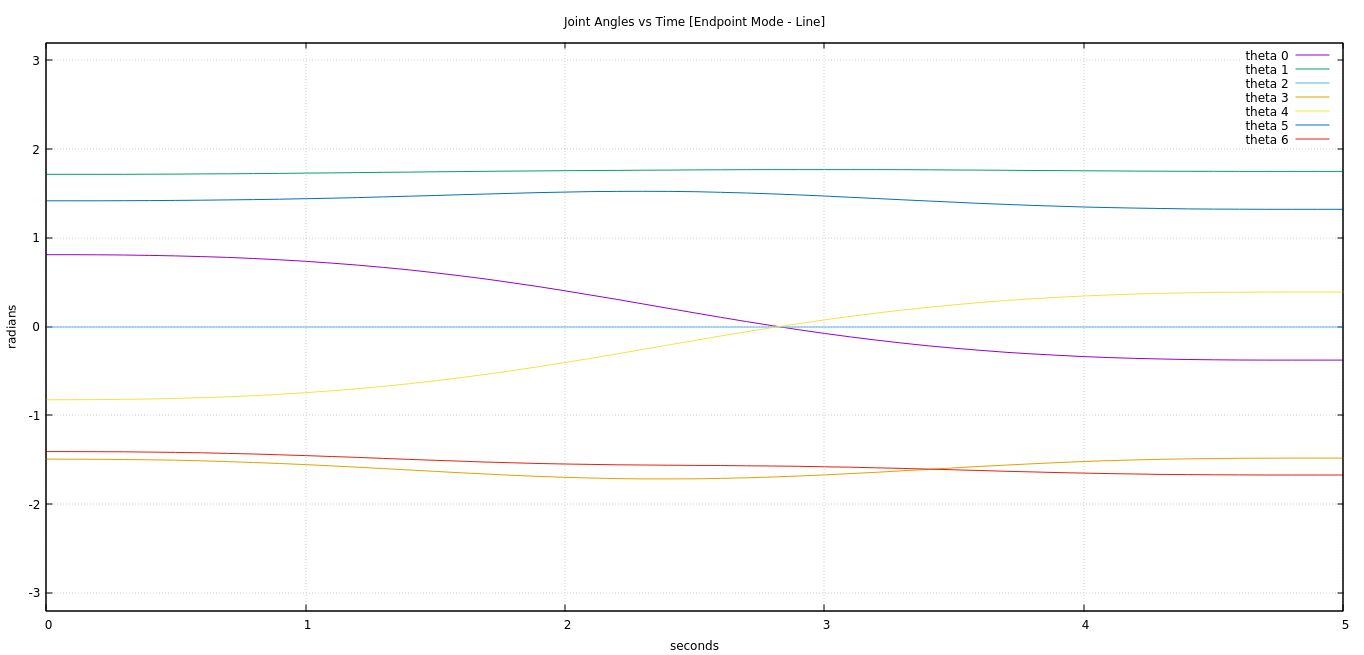 Joint Angles vs Time [Endpoint Mode - Line]
theta 0
theta 1
theta 2
theta 3
theta 4
theta 5
theta 6
radians
3
2
1
0
-1
-2
-3
0 1 2 3 4 5
seconds